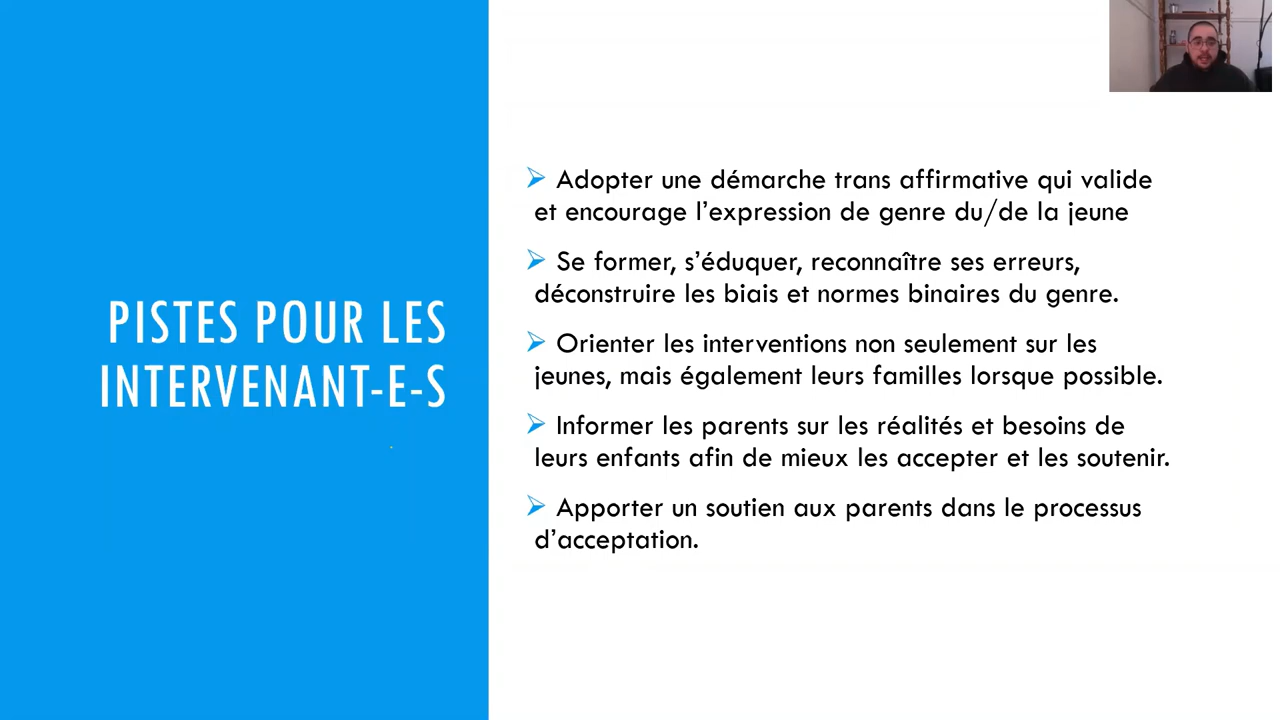 PISTES POUR LES
INTERVENANT-E-S
➢ Adopter une démarche trans affirmative qui valide
et encourage l’expression de genre du/de la jeune
➢ Se former, s’éduquer, reconnaître ses erreurs,
déconstruire les biais et normes binaires du genre.
➢ Orienter les interventions non seulement sur les
jeunes, mais également leurs familles lorsque possible.
➢ Informer les parents sur les réalités et besoins de
leurs enfants afin de mieux les accepter et les soutenir.
➢ Apporter un soutien aux parents dans le processus
d’acceptation.